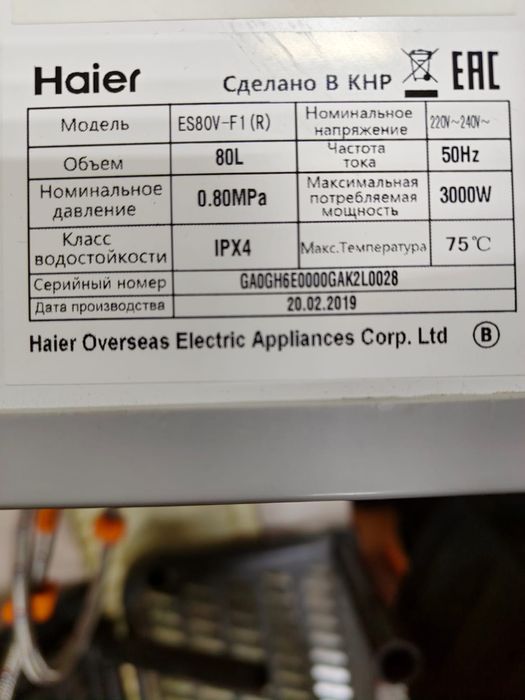 Haier Сделано В КНР EAC
Модель ES80V-F1(R) Номинальное напряжение 220V~240V~
Объем 80L Частота тока 50Hz
Номинальное давление 0.80MPa Максимальная потребляемая мощность 3000W
Класс водостойкости IPX4 Макс.Температура 75℃
Серийный номер GA0GH6E0000GAK2L0028
Дата производства 20.02.2019
Haier Overseas Electric Appliances Corp. Ltd B